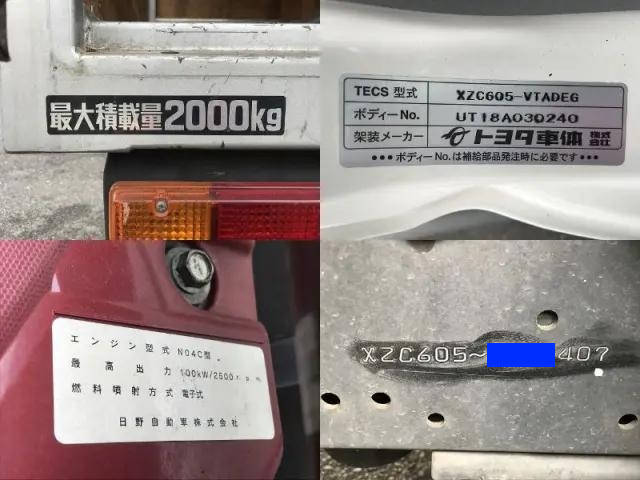 最大積載量2000kg
TECS 型式 XZC605-VTADEG
ボディーNo. UT18A030240
架装メーカー トヨタ車体 株式会社
•••ボディーNo.は補給部品発注時に必要です•••
エンジン型式 N04C型
最高出力 100kW/2500r.p.m
燃料噴射方式 電子式
日野自動車株式会社
XZC605~ 407